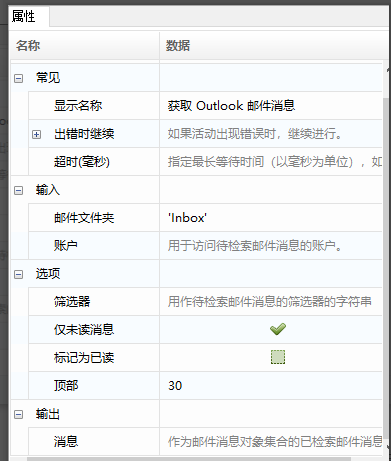 属性
名称 数据
常见
显示名称 获取 Outlook 邮件消息
出错时继续 如果活动出现错误时，继续进行。
超时(毫秒) 指定最长等待时间（以毫秒为单位），如
输入
邮件文件夹 'Inbox'
账户 用于访问待检索邮件消息的账户。
选项
筛选器 用作待检索邮件消息的筛选器的字符串
仅未读消息
标记为已读
顶部 30
输出
消息 作为邮件消息对象集合的已检索邮件消息